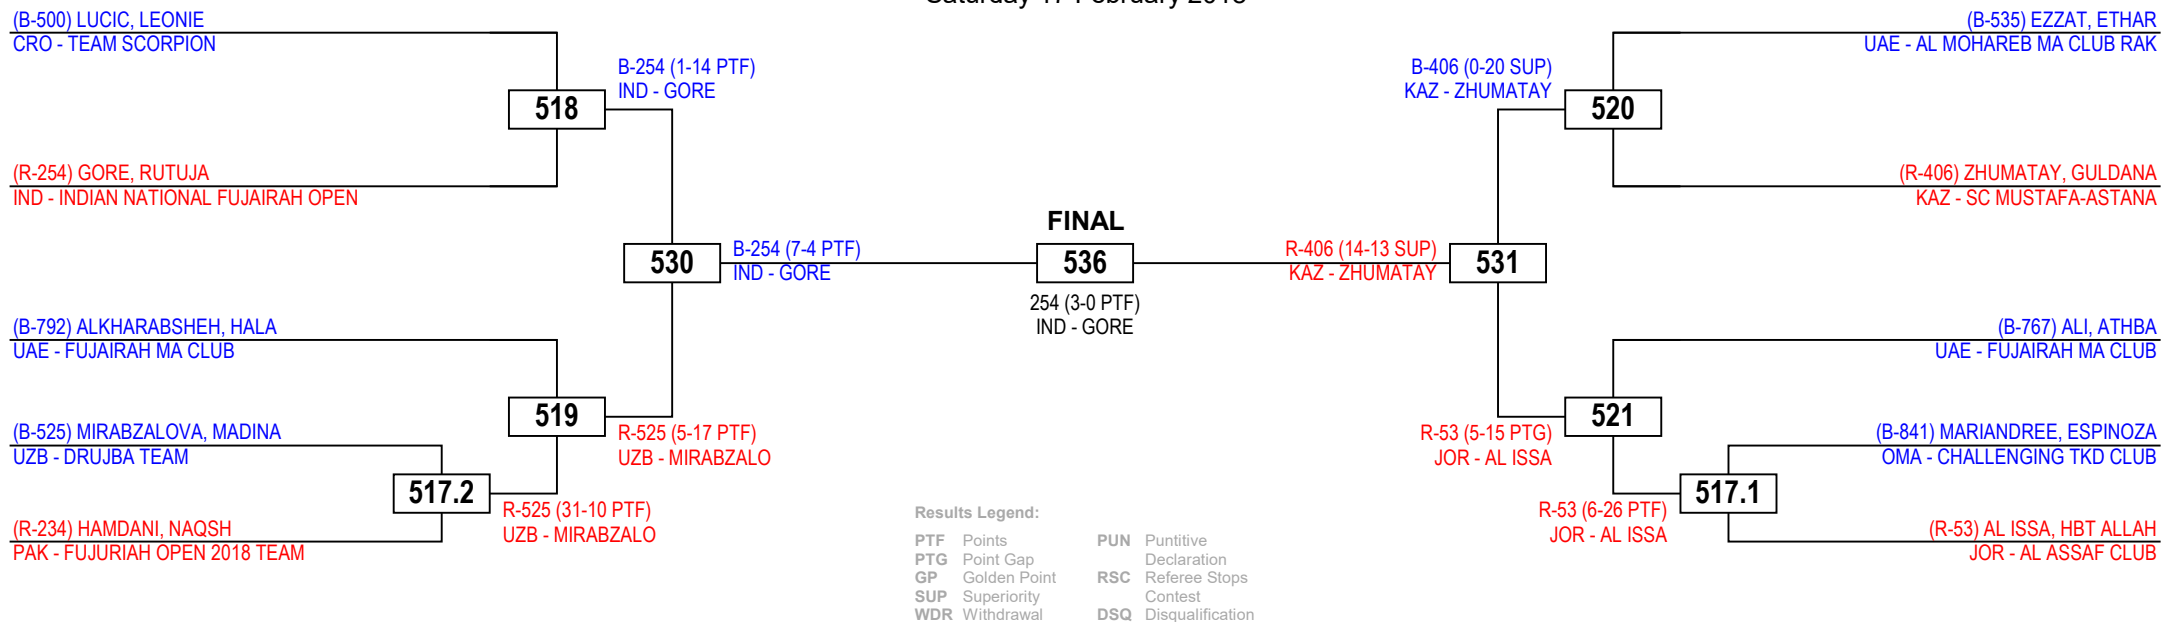 (B-500) LUCIC, LEONIE
CRO - TEAM SCORPION
(R-254) GORE, RUTUJA
IND - INDIAN NATIONAL FUJAIRAH OPEN
518
B-254 (1-14 PTF)
IND - GORE
(B-792) ALKHARABSHEH, HALA
UAE - FUJAIRAH MA CLUB
(B-525) MIRABZALOVA, MADINA
UZB - DRUJBA TEAM
(R-234) HAMDANI, NAQSH
PAK - FUJURIAH OPEN 2018 TEAM
517.2
R-525 (31-10 PTF)
UZB - MIRABZALO
519
R-525 (5-17 PTF)
UZB - MIRABZALO
530
B-254 (7-4 PTF)
IND - GORE
FINAL
536
254 (3-0 PTF)
IND - GORE
R-406 (14-13 SUP)
KAZ - ZHUMATAY
531
B-406 (0-20 SUP)
KAZ - ZHUMATAY
520
(B-535) EZZAT, ETHAR
UAE - AL MOHAREB MA CLUB RAK
(R-406) ZHUMATAY, GULDANA
KAZ - SC MUSTAFA-ASTANA
R-53 (5-15 PTG)
JOR - AL ISSA
521
(B-767) ALI, ATHBA
UAE - FUJAIRAH MA CLUB
R-53 (6-26 PTF)
JOR - AL ISSA
517.1
(B-841) MARIANDREE, ESPINOZA
OMA - CHALLENGING TKD CLUB
(R-53) AL ISSA, HBT ALLAH
JOR - AL ASSAF CLUB
Results Legend:
PTF Points
PTG Point Gap
GP Golden Point
SUP Superiority
WDR Withdrawal
PUN Puntitive
Declaration
RSC Referee Stops
Contest
DSQ Disqualification